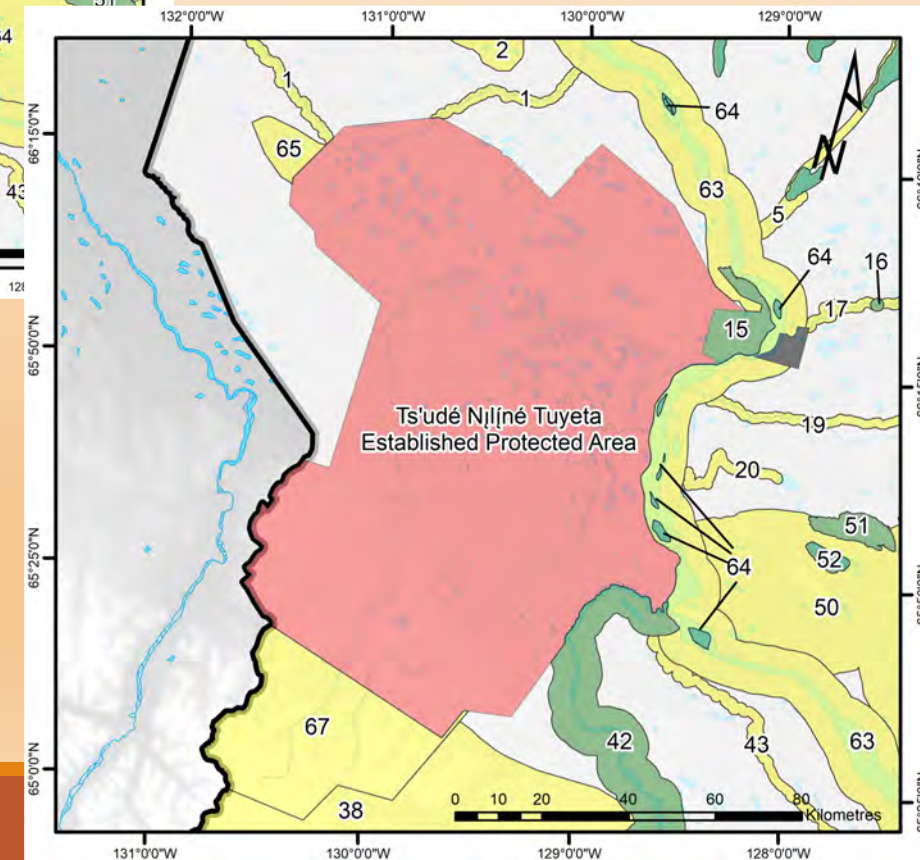 51
64
43
132°0'0"W 131°0'0"W 130°0'0"W 129°0'0"W
66°15'0"N
65°50'0"N
65°25'0"N
65°0'0"N
1
2
1
64
65
63
N
5
64
16
17
15
Ts'udé Nı̨lı̨né Tuyeta
Established Protected Area
19
20
51
52
64
50
67
42
43
63
38
0 10 20 40 60 80
Kilometres
131°0'0"W 130°0'0"W 129°0'0"W 128°0'0"W